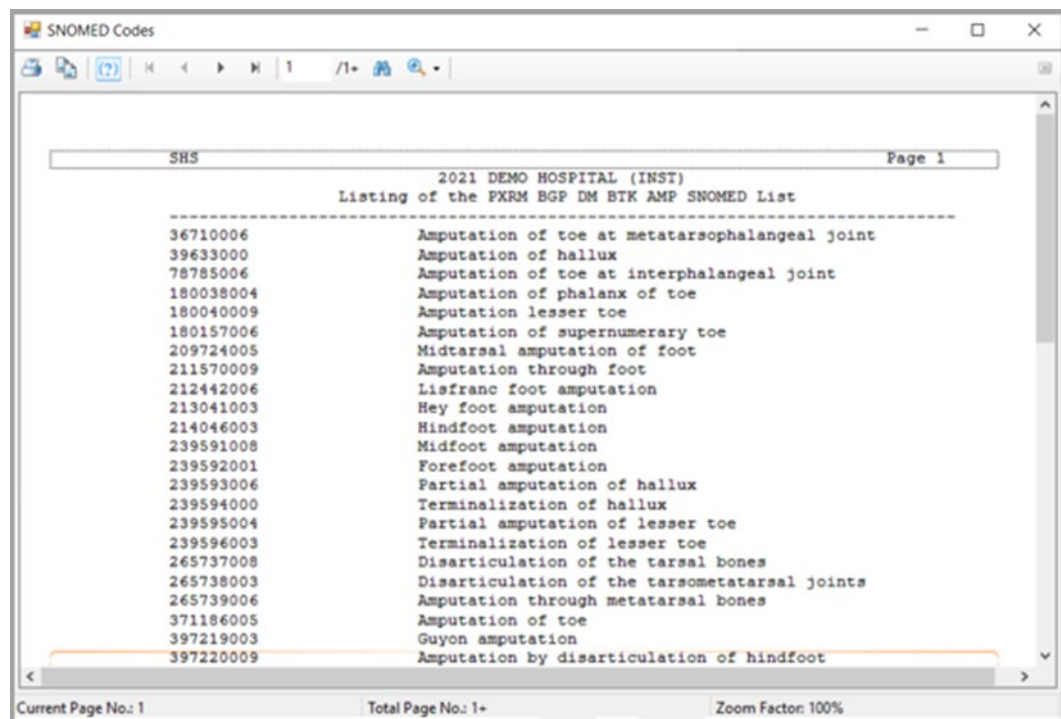 SNOMED Codes
(?) 1 /1+
SHS Page 1
2021 DEMO HOSPITAL (INST)
Listing of the PXRM BGP DM BTK AMP SNOMED List
--------------------------------------------------------------------------------
36710006 Amputation of toe at metatarsophalangeal joint
39633000 Amputation of hallux
78785006 Amputation of toe at interphalangeal joint
180038004 Amputation of phalanx of toe
180040009 Amputation lesser toe
180157006 Amputation of supernumerary toe
209724005 Midtarsal amputation of foot
211570009 Amputation through foot
212442006 Lisfranc foot amputation
213041003 Hey foot amputation
214046003 Hindfoot amputation
239591008 Midfoot amputation
239592001 Forefoot amputation
239593006 Partial amputation of hallux
239594000 Terminalization of hallux
239595004 Partial amputation of lesser toe
239596003 Terminalization of lesser toe
265737008 Disarticulation of the tarsal bones
265738003 Disarticulation of the tarsometatarsal joints
265739006 Amputation through metatarsal bones
371186005 Amputation of toe
397219003 Guyon amputation
397220009 Amputation by disarticulation of hindfoot
Current Page No.: 1 Total Page No.: 1+ Zoom Factor: 100%